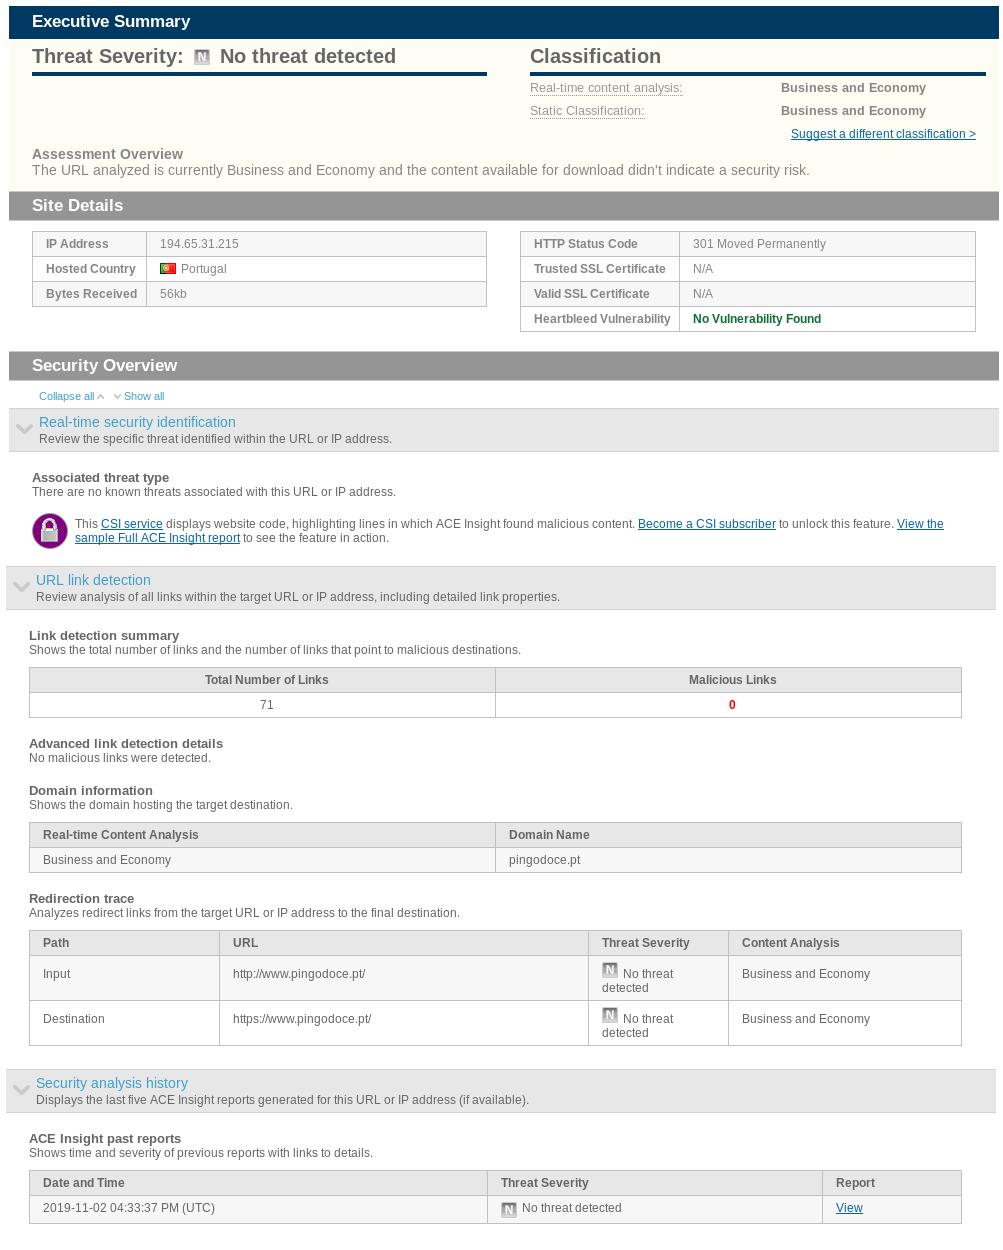 Executive Summary
Threat Severity: N No threat detected
Classification
Real-time content analysis: Business and Economy
Static Classification: Business and Economy
Suggest a different classification >
Assessment Overview
The URL analyzed is currently Business and Economy and the content available for download didn't indicate a security risk.
Site Details
IP Address 194.65.31.215
Hosted Country Portugal
Bytes Received 56kb
HTTP Status Code 301 Moved Permanently
Trusted SSL Certificate N/A
Valid SSL Certificate N/A
Heartbleed Vulnerability No Vulnerability Found
Security Overview
Collapse all Show all
Real-time security identification
Review the specific threat identified within the URL or IP address.
Associated threat type
There are no known threats associated with this URL or IP address.
This CSI service displays website code, highlighting lines in which ACE Insight found malicious content. Become a CSI subscriber to unlock this feature. View the
sample Full ACE Insight report to see the feature in action.
URL link detection
Review analysis of all links within the target URL or IP address, including detailed link properties.
Link detection summary
Shows the total number of links and the number of links that point to malicious destinations.
Total Number of Links Malicious Links
71 0
Advanced link detection details
No malicious links were detected.
Domain information
Shows the domain hosting the target destination.
Real-time Content Analysis Domain Name
Business and Economy pingodoce.pt
Redirection trace
Analyzes redirect links from the target URL or IP address to the final destination.
Path URL Threat Severity Content Analysis
Input http://www.pingodoce.pt/ N No threat Business and Economy
detected
Destination https://www.pingodoce.pt/ N No threat Business and Economy
detected
Security analysis history
Displays the last five ACE Insight reports generated for this URL or IP address (if available).
ACE Insight past reports
Shows time and severity of previous reports with links to details.
Date and Time Threat Severity Report
2019-11-02 04:33:37 PM (UTC) N No threat detected View